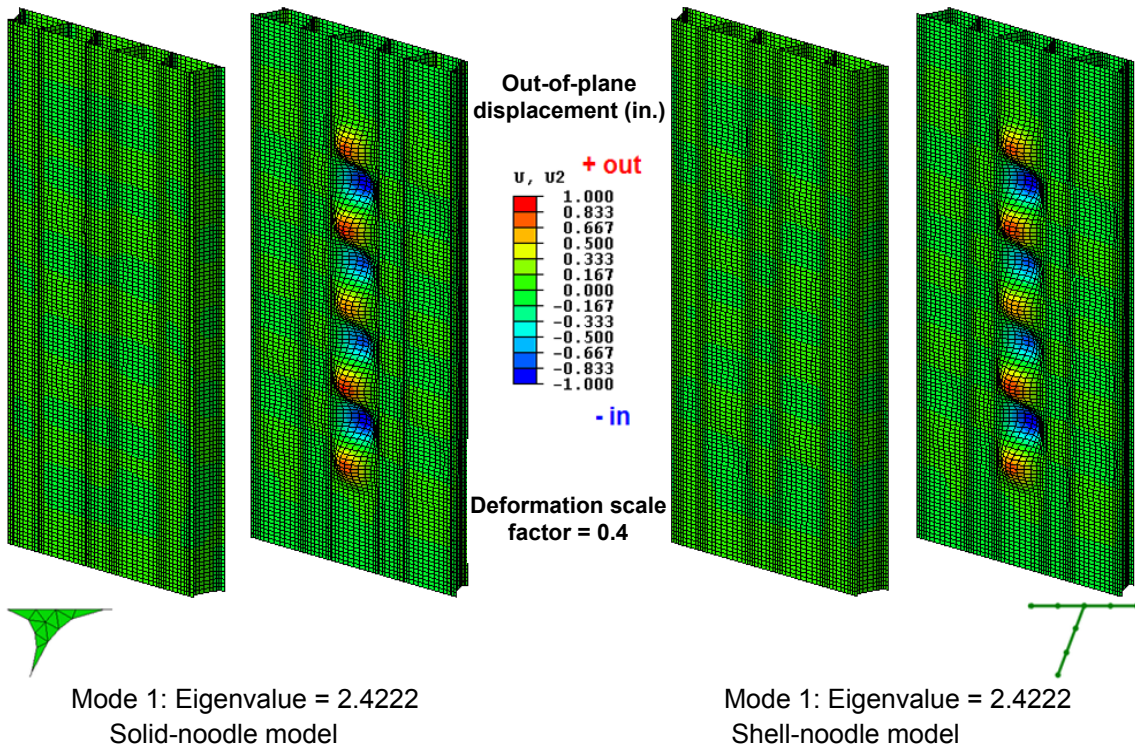 Out-of-plane
displacement (in.)
+ out
U, U2
1.000
0.833
0.667
0.500
0.333
0.167
0.000
-0.167
-0.333
-0.500
-0.667
-0.833
-1.000
- in
Deformation scale
factor = 0.4
Mode 1: Eigenvalue = 2.4222
Solid-noodle model
Mode 1: Eigenvalue = 2.4222
Shell-noodle model